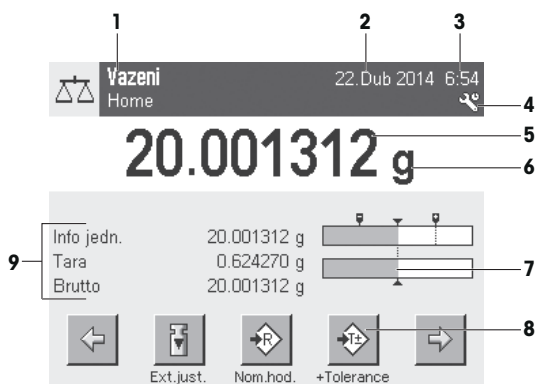 1 2 3
Vazeni 22.Dub 2014 6:54
Home
4
20.001312 g
5
6
Info jedn. 20.001312 g
Tara 0.624270 g
Brutto 20.001312 g
9
7
8
R T±
Ext.just. Nom.hod. +Tolerance